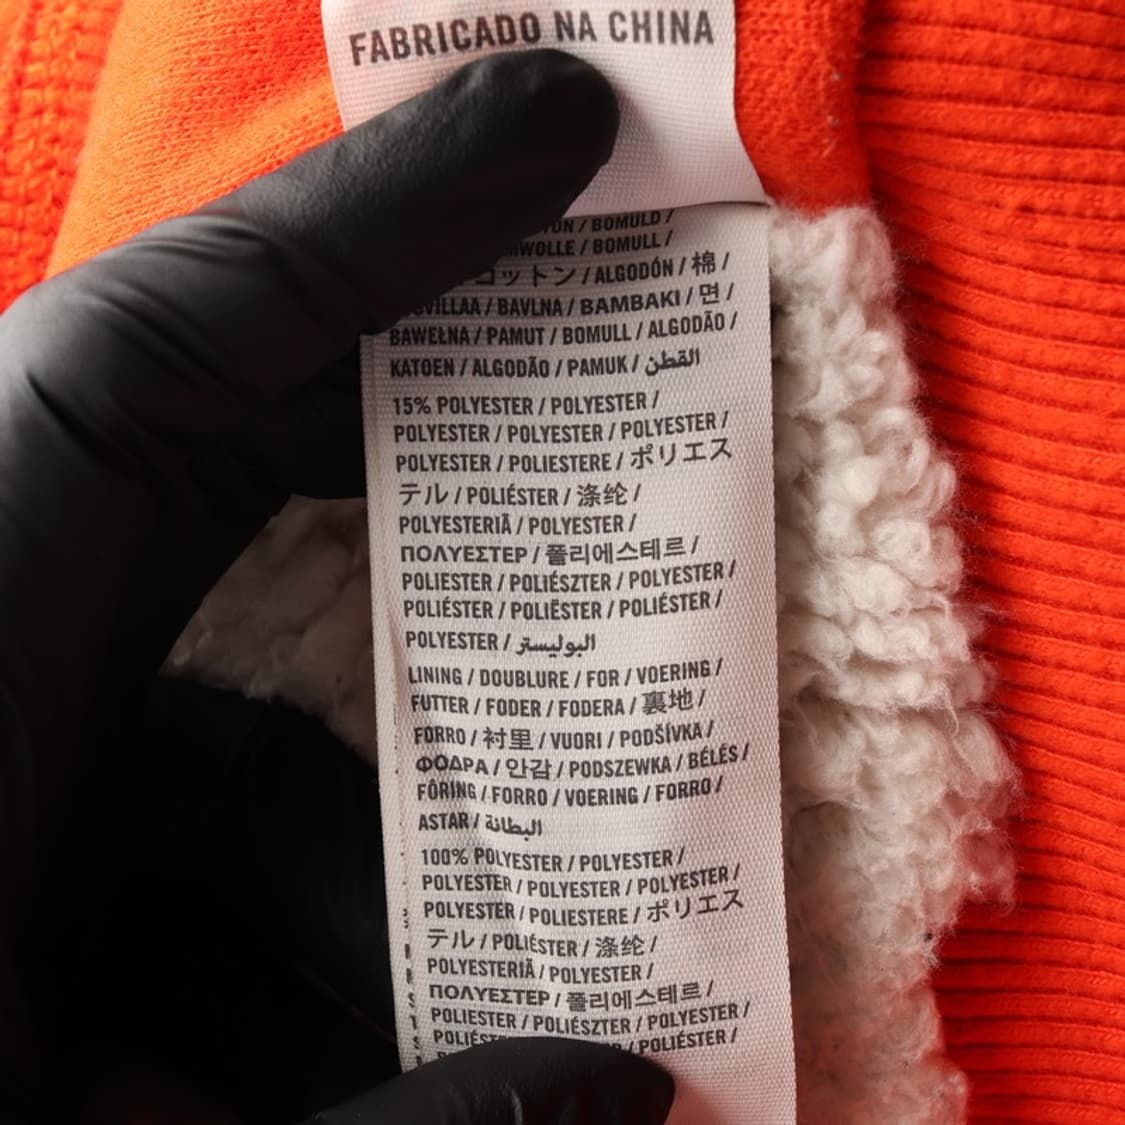 FABRICADO NA CHINA
/ BOMULD /
/ BOMULL /
コットン / ALGODÓN / 棉 /
/ BAVLNA / BAMBAKI / 면 /
BAWEŁNA / PAMUT / BOMULL / ALGODÃO /
KATOEN / ALGODÃO / PAMUK / القطن
15% POLYESTER / POLYESTER /
POLYESTER / POLYESTER / POLYESTER /
POLYESTER / POLIESTERE / ポリエス
テル / POLIÉSTER / 涤纶 /
POLYESTERIÄ / POLYESTER /
ΠΟΛΥΕΣΤΕΡ / 폴리에스테르 /
POLIESTER / POLIÉSZTER / POLYESTER /
POLIÉSTER / POLIËSTER / POLIÉSTER /
POLYESTER / البوليستر
LINING / DOUBLURE / FOR / VOERING /
FUTTER / FODER / FODERA / 裏地 /
FORRO / 衬里 / VUORI / PODŠÍVKA /
ΦΟΔΡΑ / 안감 / PODSZEWKA / BÉLÉS /
FÔRING / FORRO / VOERING / FORRO /
ASTAR / البطانة
100% POLYESTER / POLYESTER /
POLYESTER / POLYESTER / POLYESTER /
POLYESTER / POLIESTERE / ポリエス
テル / POLIÉSTER / 涤纶 /
POLYESTERIÄ / POLYESTER /
ΠΟΛΥΕΣΤΕΡ / 폴리에스테르 /
POLIESTER / POLIÉSZTER / POLYESTER /
/ POLIÉSTER /